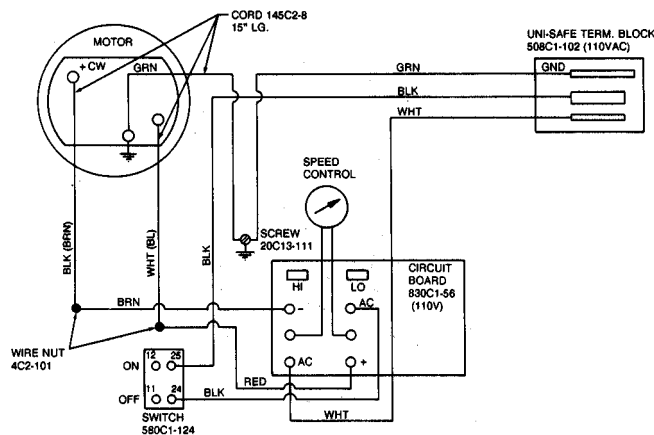 CORD 145C2-8
15" LG.
MOTOR
UNI-SAFE TERM. BLOCK
508C1-102 (110VAC)
+ CW
GRN
GRN
GND
BLK
WHT
SPEED
CONTROL
BLK (BRN)
WHT (BL)
BLK
SCREW
20C13-111
CIRCUIT
BOARD
830C1-56
(110V)
HI
LO
BRN
-
AC
WIRE NUT
4C2-101
12 25
ON
AC
+
RED
11 24
OFF
BLK
WHT
SWITCH
580C1-124